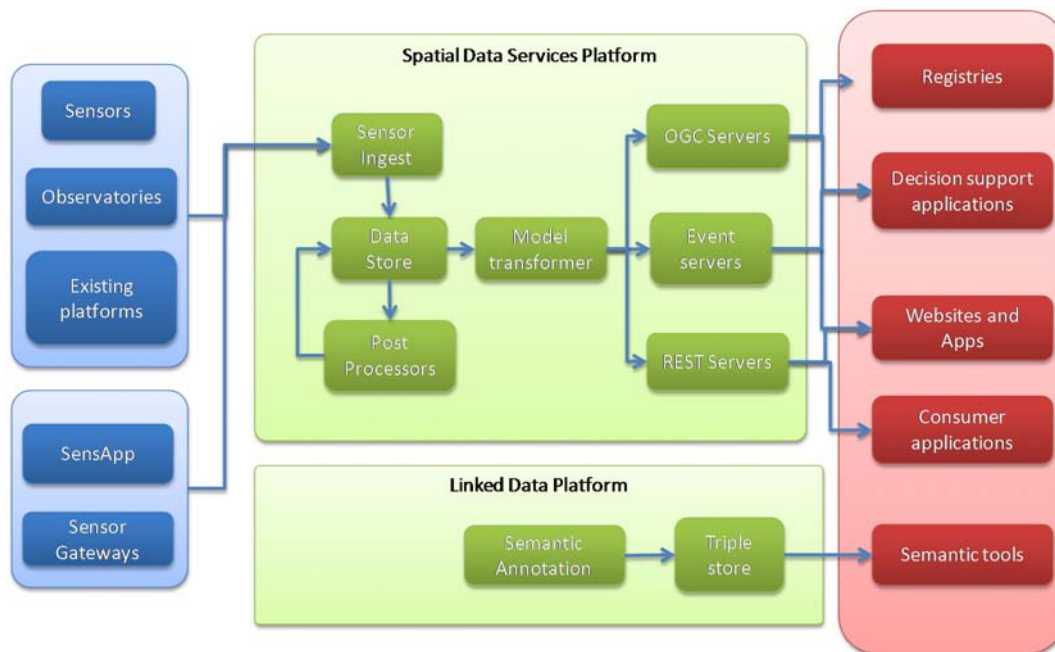 Sensors
Observatories
Existing
platforms
SensApp
Sensor
Gateways
Spatial Data Services Platform
Sensor
Ingest
Data
Store
Post
Processors
Model
transformer
OGC Servers
Event
servers
REST Servers
Linked Data Platform
Semantic
Annotation
Triple
store
Registries
Decision support
applications
Websites and
Apps
Consumer
applications
Semantic tools